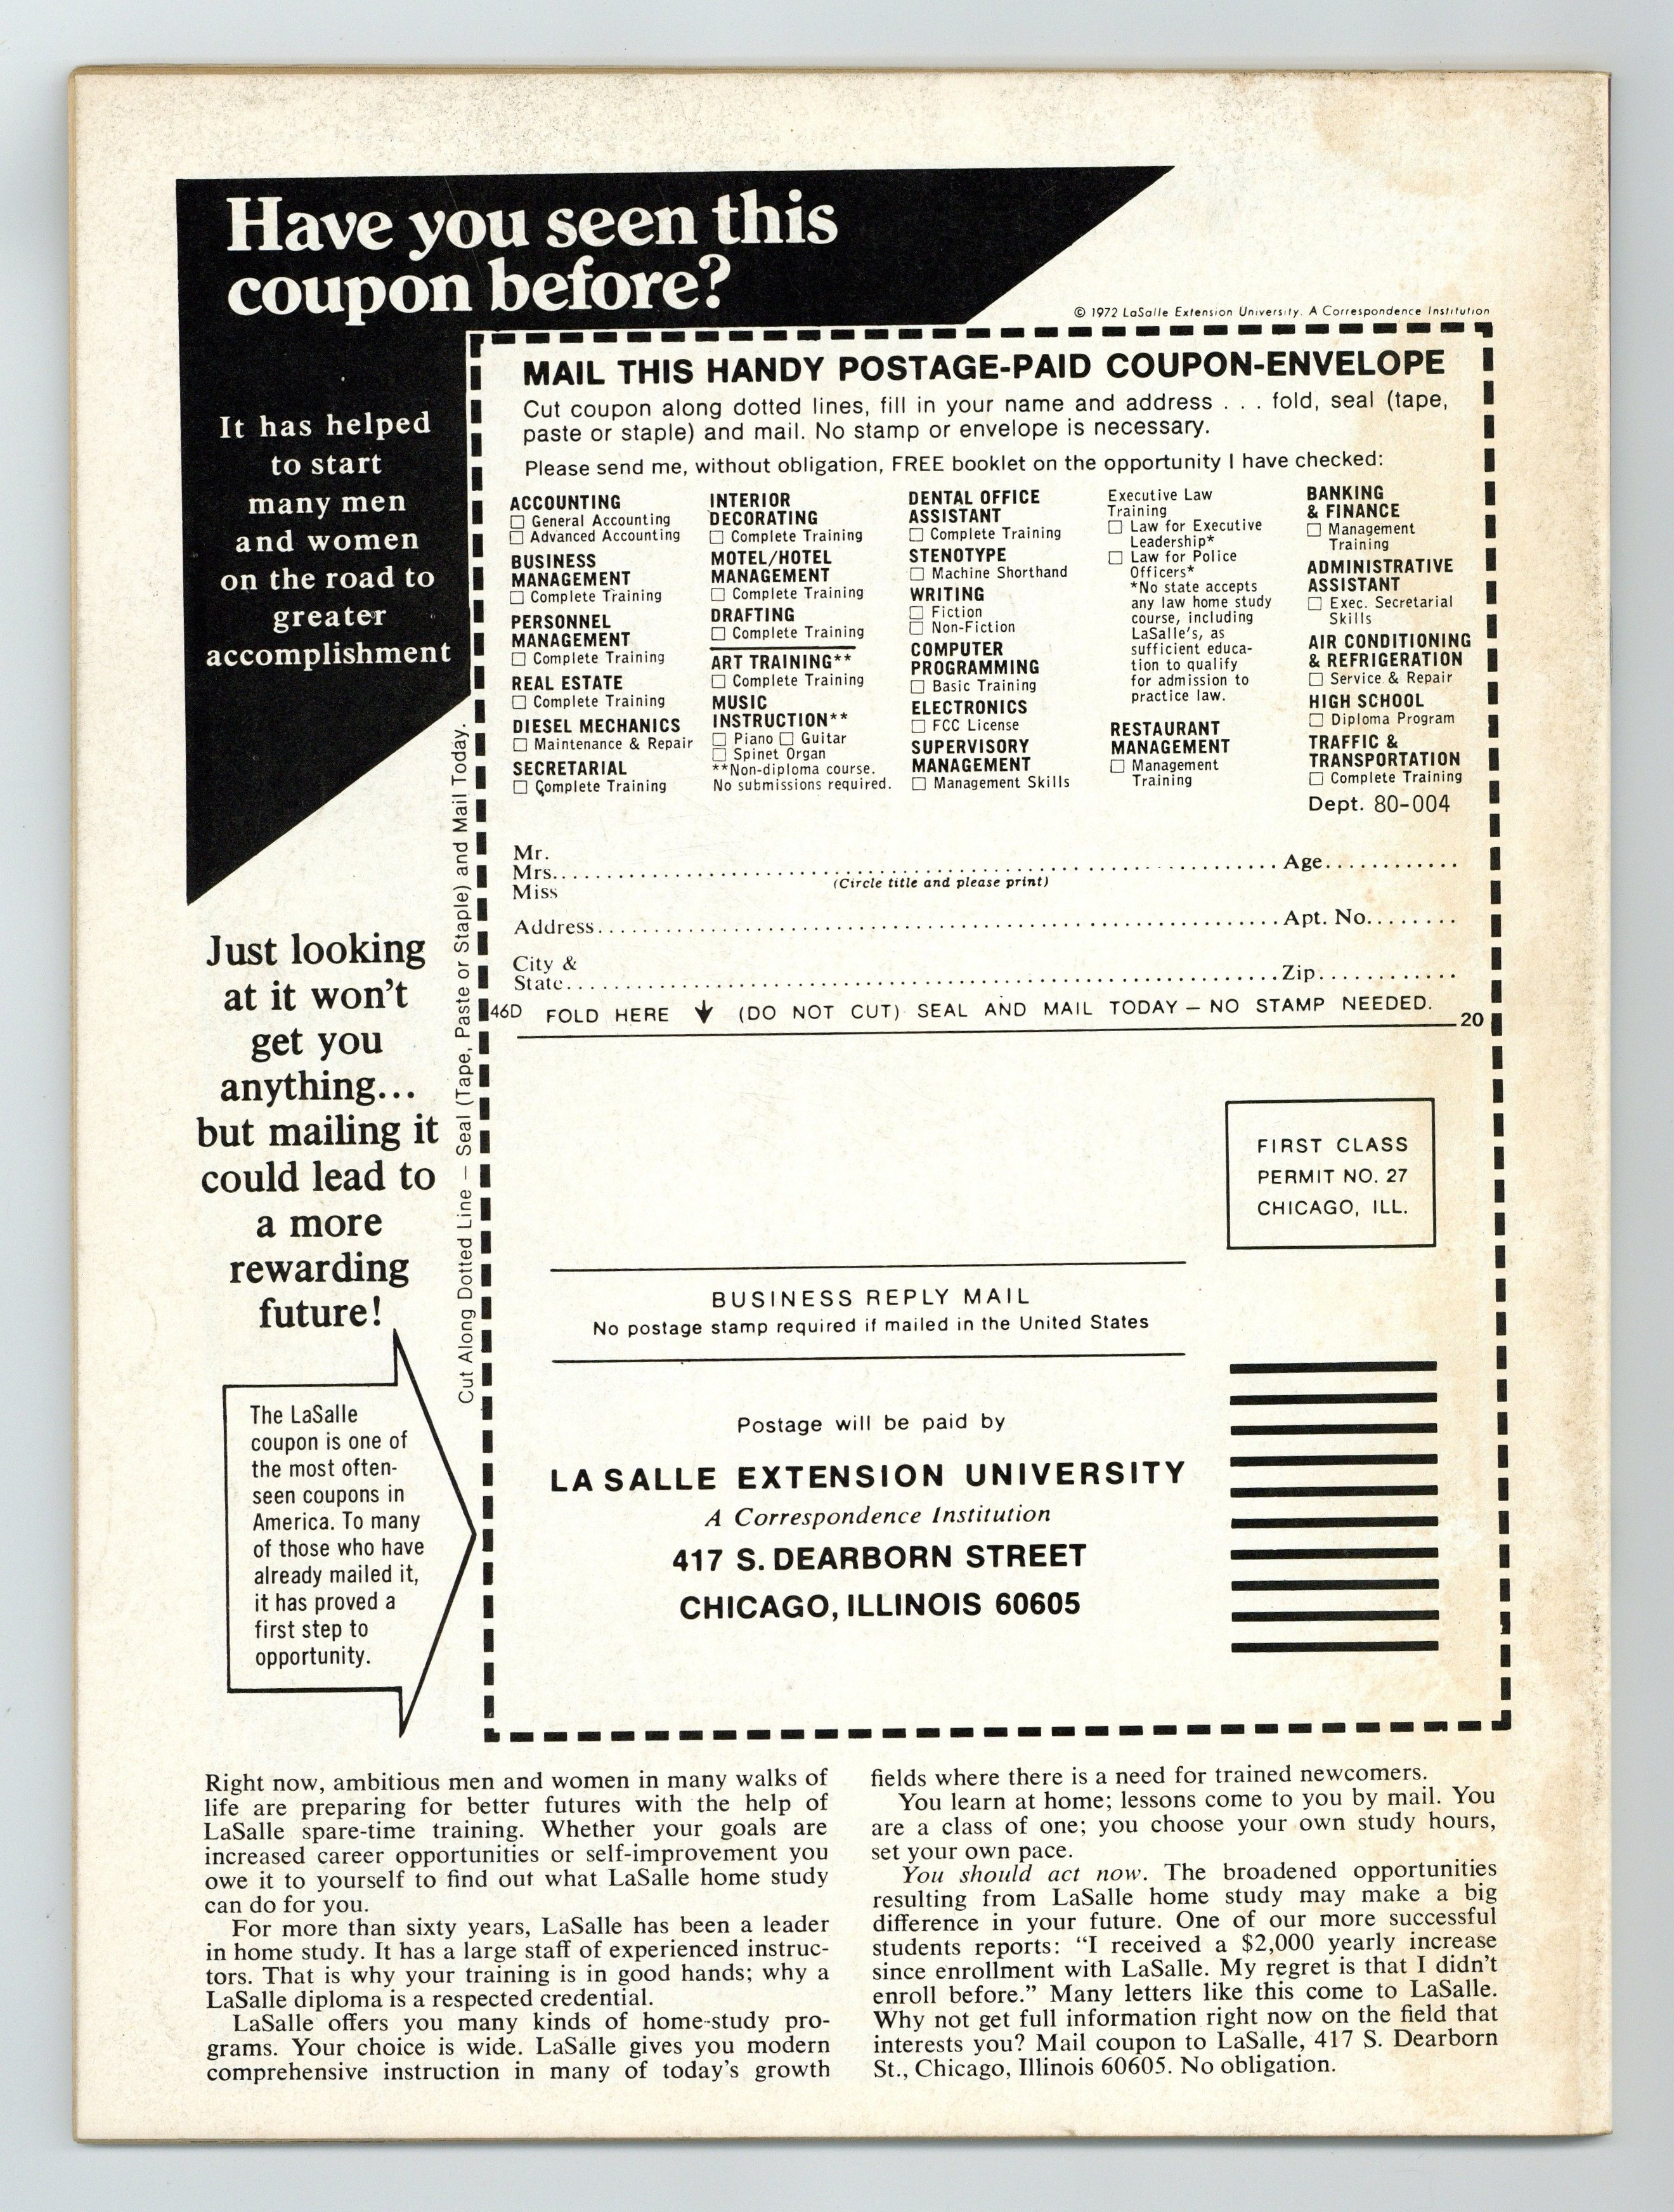 Have you seen this
coupon before?
© 1972 LaSalle Extension University. A Correspondence Institution
It has helped
to start
many men
and women
on the road to
greater
accomplishment
Just looking
at it won't
get you
anything...
but mailing it
could lead to
a more
rewarding
future!
The LaSalle
coupon is one of
the most often-
seen coupons in
America. To many
of those who have
already mailed it,
it has proved a
first step to
opportunity.
Cut Along Dotted Line — Seal (Tape, Paste or Staple) and Mail Today.
MAIL THIS HANDY POSTAGE-PAID COUPON-ENVELOPE
Cut coupon along dotted lines, fill in your name and address . . . fold, seal (tape,
paste or staple) and mail. No stamp or envelope is necessary.
Please send me, without obligation, FREE booklet on the opportunity I have checked:
ACCOUNTING
☐ General Accounting
☐ Advanced Accounting
BUSINESS
MANAGEMENT
☐ Complete Training
PERSONNEL
MANAGEMENT
☐ Complete Training
REAL ESTATE
☐ Complete Training
DIESEL MECHANICS
☐ Maintenance & Repair
SECRETARIAL
☐ Complete Training
INTERIOR
DECORATING
☐ Complete Training
MOTEL/HOTEL
MANAGEMENT
☐ Complete Training
DRAFTING
☐ Complete Training
ART TRAINING**
☐ Complete Training
MUSIC
INSTRUCTION**
☐ Piano ☐ Guitar
☐ Spinet Organ
**Non-diploma course.
No submissions required.
DENTAL OFFICE
ASSISTANT
☐ Complete Training
STENOTYPE
☐ Machine Shorthand
WRITING
☐ Fiction
☐ Non-Fiction
COMPUTER
PROGRAMMING
☐ Basic Training
ELECTRONICS
☐ FCC License
SUPERVISORY
MANAGEMENT
☐ Management Skills
Executive Law
Training
☐ Law for Executive
Leadership*
☐ Law for Police
Officers*
*No state accepts
any law home study
course, including
LaSalle's, as
sufficient educa-
tion to qualify
for admission to
practice law.
RESTAURANT
MANAGEMENT
☐ Management
Training
BANKING
& FINANCE
☐ Management
Training
ADMINISTRATIVE
ASSISTANT
☐ Exec. Secretarial
Skills
AIR CONDITIONING
& REFRIGERATION
☐ Service & Repair
HIGH SCHOOL
☐ Diploma Program
TRAFFIC &
TRANSPORTATION
☐ Complete Training
Dept. 80-004
Mr.
Mrs. Age
Miss (Circle title and please print)
Address Apt. No.
City &
State Zip
46D FOLD HERE ↓ (DO NOT CUT) SEAL AND MAIL TODAY — NO STAMP NEEDED.
20
FIRST CLASS
PERMIT NO. 27
CHICAGO, ILL.
BUSINESS REPLY MAIL
No postage stamp required if mailed in the United States
Postage will be paid by
LA SALLE EXTENSION UNIVERSITY
A Correspondence Institution
417 S. DEARBORN STREET
CHICAGO, ILLINOIS 60605
Right now, ambitious men and women in many walks of
life are preparing for better futures with the help of
LaSalle spare-time training. Whether your goals are
increased career opportunities or self-improvement you
owe it to yourself to find out what LaSalle home study
can do for you.
For more than sixty years, LaSalle has been a leader
in home study. It has a large staff of experienced instruc-
tors. That is why your training is in good hands; why a
LaSalle diploma is a respected credential.
LaSalle offers you many kinds of home-study pro-
grams. Your choice is wide. LaSalle gives you modern
comprehensive instruction in many of today's growth
fields where there is a need for trained newcomers.
You learn at home; lessons come to you by mail. You
are a class of one; you choose your own study hours,
set your own pace.
You should act now. The broadened opportunities
resulting from LaSalle home study may make a big
difference in your future. One of our more successful
students reports: “I received a $2,000 yearly increase
since enrollment with LaSalle. My regret is that I didn't
enroll before.” Many letters like this come to LaSalle.
Why not get full information right now on the field that
interests you? Mail coupon to LaSalle, 417 S. Dearborn
St., Chicago, Illinois 60605. No obligation.